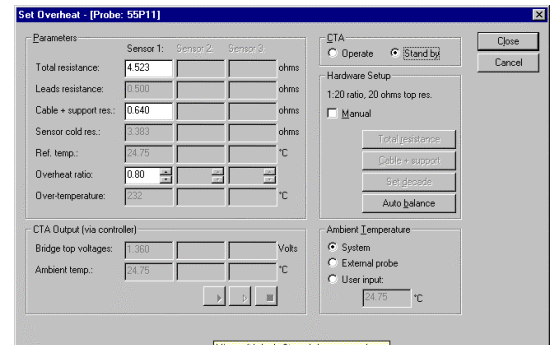 Set Overheat - [Probe: 55P11]
Parameters
Sensor 1: Sensor 2: Sensor 3:
Total resistance: 4.523 ohms
Leads resistance: 0.500 ohms
Cable + support res.: 0.640 ohms
Sensor cold res.: 3.383 ohms
Ref. temp.: 24.75 °C
Overheat ratio: 0.80
Over-temperature: 232 °C
CTA Output (via controller)
Bridge top voltages: 1.360 Volts
Ambient temp.: 24.75 °C
CTA
Operate Stand by
Hardware Setup
1:20 ratio, 20 ohms top res.
Manual
Total resistance
Cable + support
Set decade
Auto balance
Ambient Temperature
System
External probe
User input:
24.75 °C
Close
Cancel